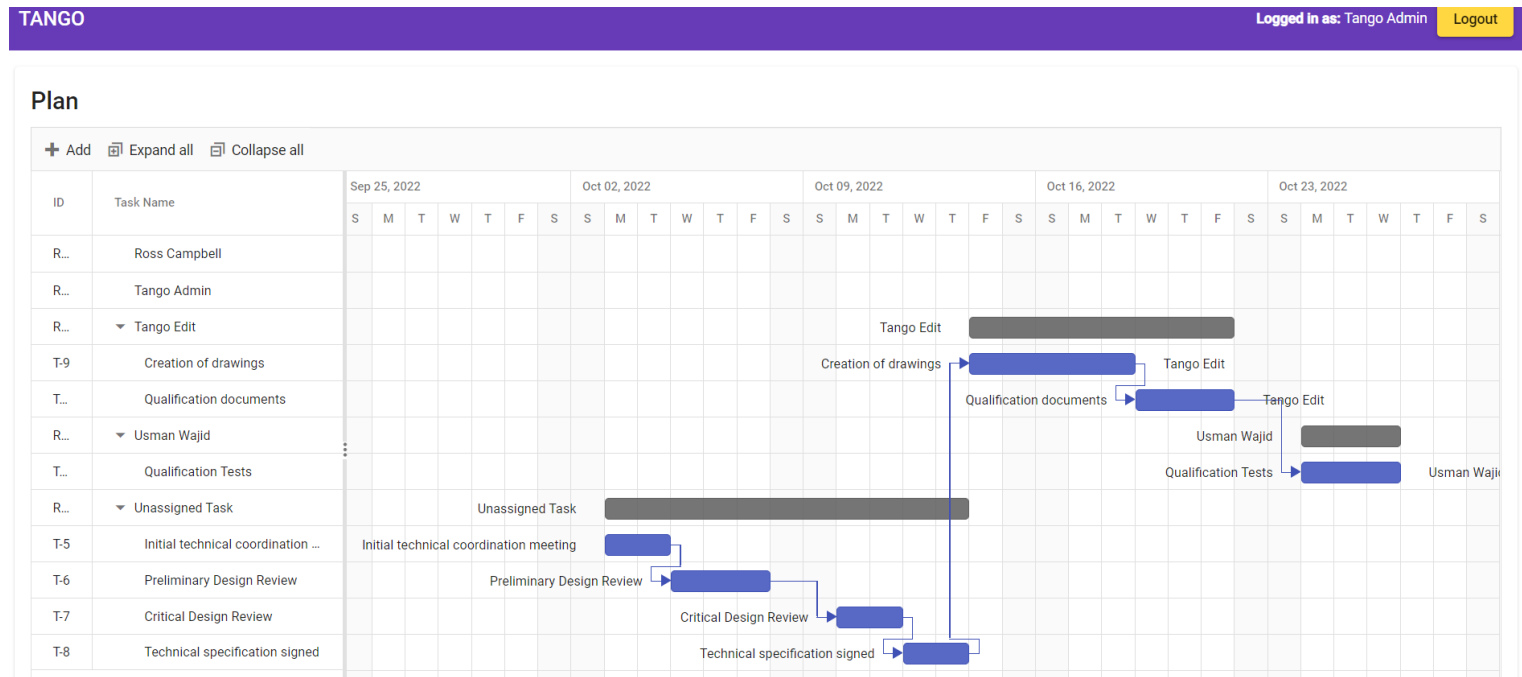 TANGO
Logged in as: Tango Admin
Logout
Plan
Add
Expand all
Collapse all
ID Task Name
Sep 25, 2022 Oct 02, 2022 Oct 09, 2022 Oct 16, 2022 Oct 23, 2022
S M T W T F S S M T W T F S S M T W T F S S M T W T F S S M T W T F S
R... Ross Campbell
R... Tango Admin
R... Tango Edit Tango Edit
T-9 Creation of drawings Creation of drawings Tango Edit
T... Qualification documents Qualification documents Tango Edit
R... Usman Wajid Usman Wajid
T... Qualification Tests Qualification Tests Usman Wajid
R... Unassigned Task Unassigned Task
T-5 Initial technical coordination ... Initial technical coordination meeting
T-6 Preliminary Design Review Preliminary Design Review
T-7 Critical Design Review Critical Design Review
T-8 Technical specification signed Technical specification signed